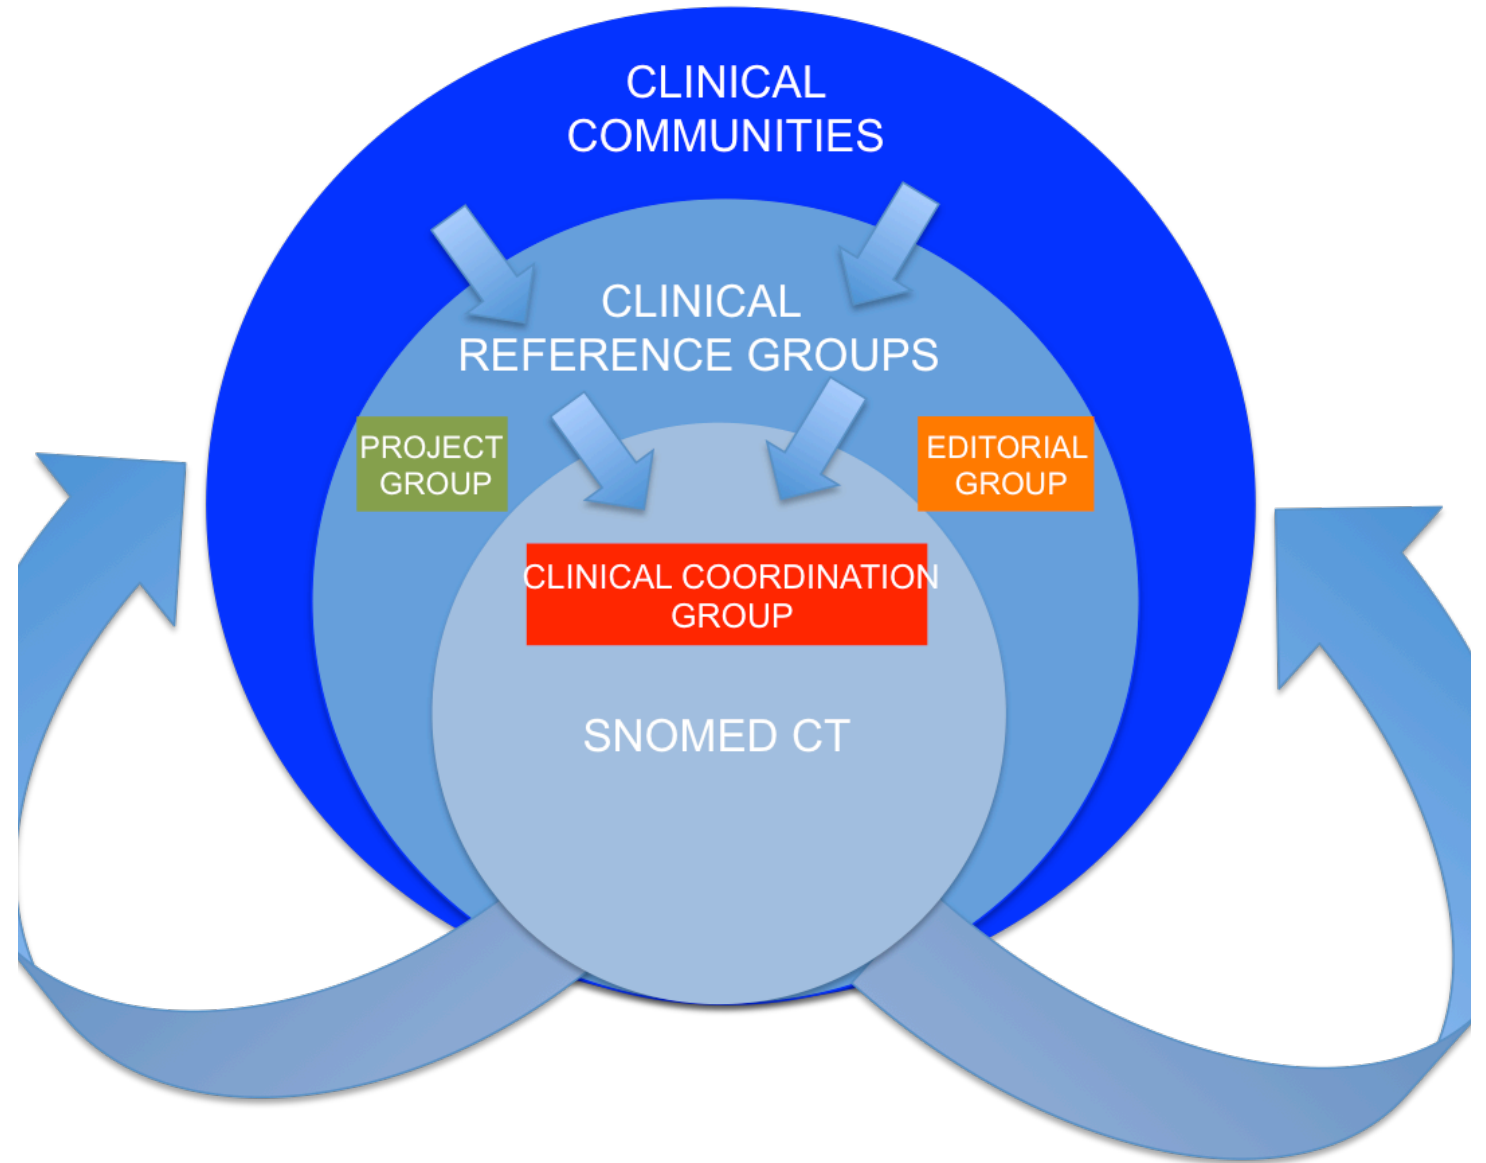 CLINICAL
COMMUNITIES
CLINICAL
REFERENCE GROUPS
PROJECT
GROUP
EDITORIAL
GROUP
CLINICAL COORDINATION
GROUP
SNOMED CT